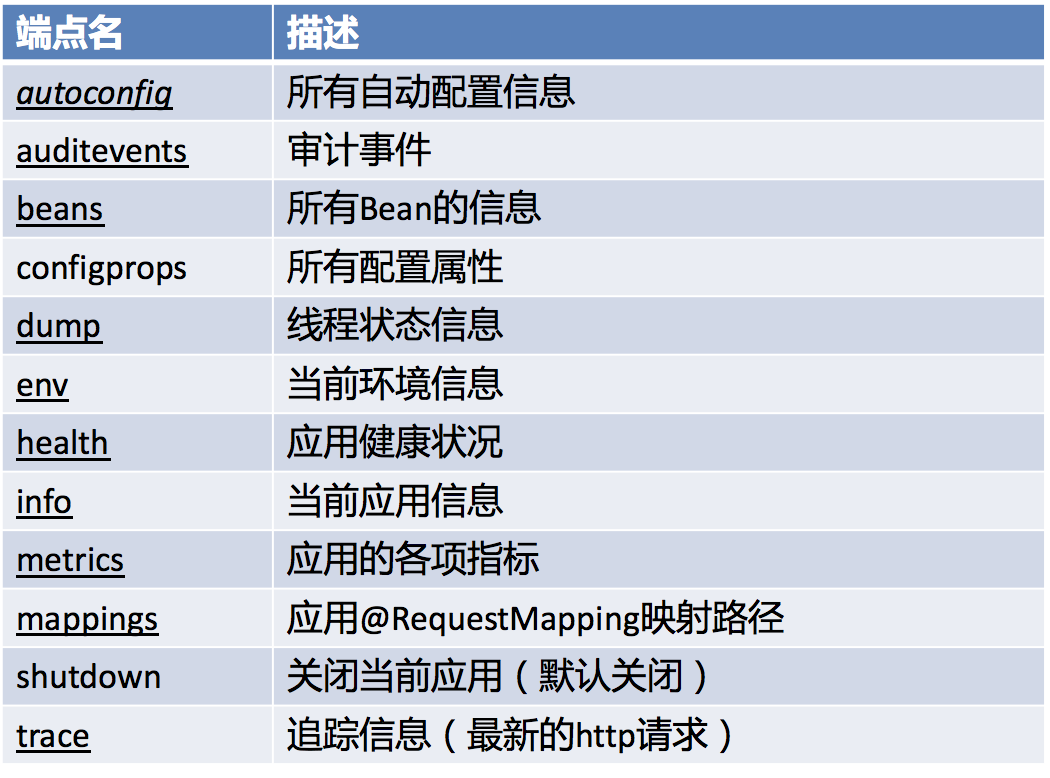 端点名 描述
autoconfig 所有自动配置信息
auditevents 审计事件
beans 所有Bean的信息
configprops 所有配置属性
dump 线程状态信息
env 当前环境信息
health 应用健康状况
info 当前应用信息
metrics 应用的各项指标
mappings 应用@RequestMapping映射路径
shutdown 关闭当前应用（默认关闭）
trace 追踪信息（最新的http请求）